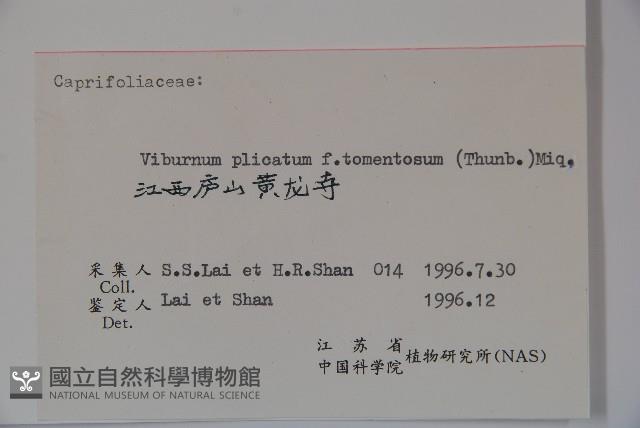 Caprifoliaceae:
Viburnum plicatum f.tomentosum (Thunb.)Miq.
江西庐山黄龙寺
采集人 S.S.Lai et H.R.Shan 014 1996.7.30
Coll.
鉴定人 Lai et Shan 1996.12
Det.
江苏省
中国科学院 植物研究所(NAS)
國立自然科學博物館
NATIONAL MUSEUM OF NATURAL SCIENCE